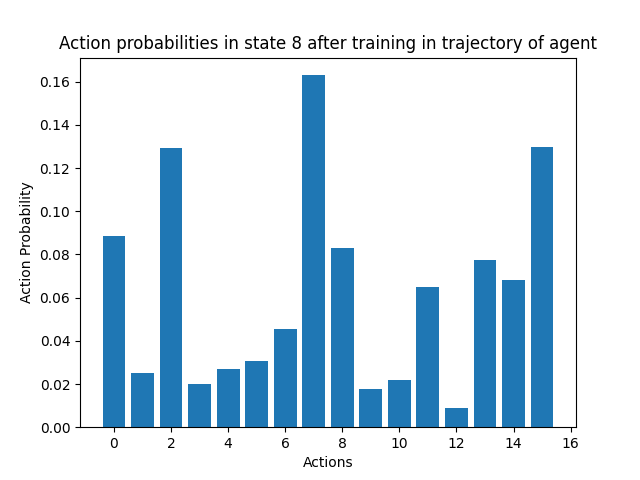 Action probabilities in state 8 after training in trajectory of agent
0.16
0.14
0.12
0.10
0.08
0.06
0.04
0.02
0.00
Action Probability
0 2 4 6 8 10 12 14 16
Actions